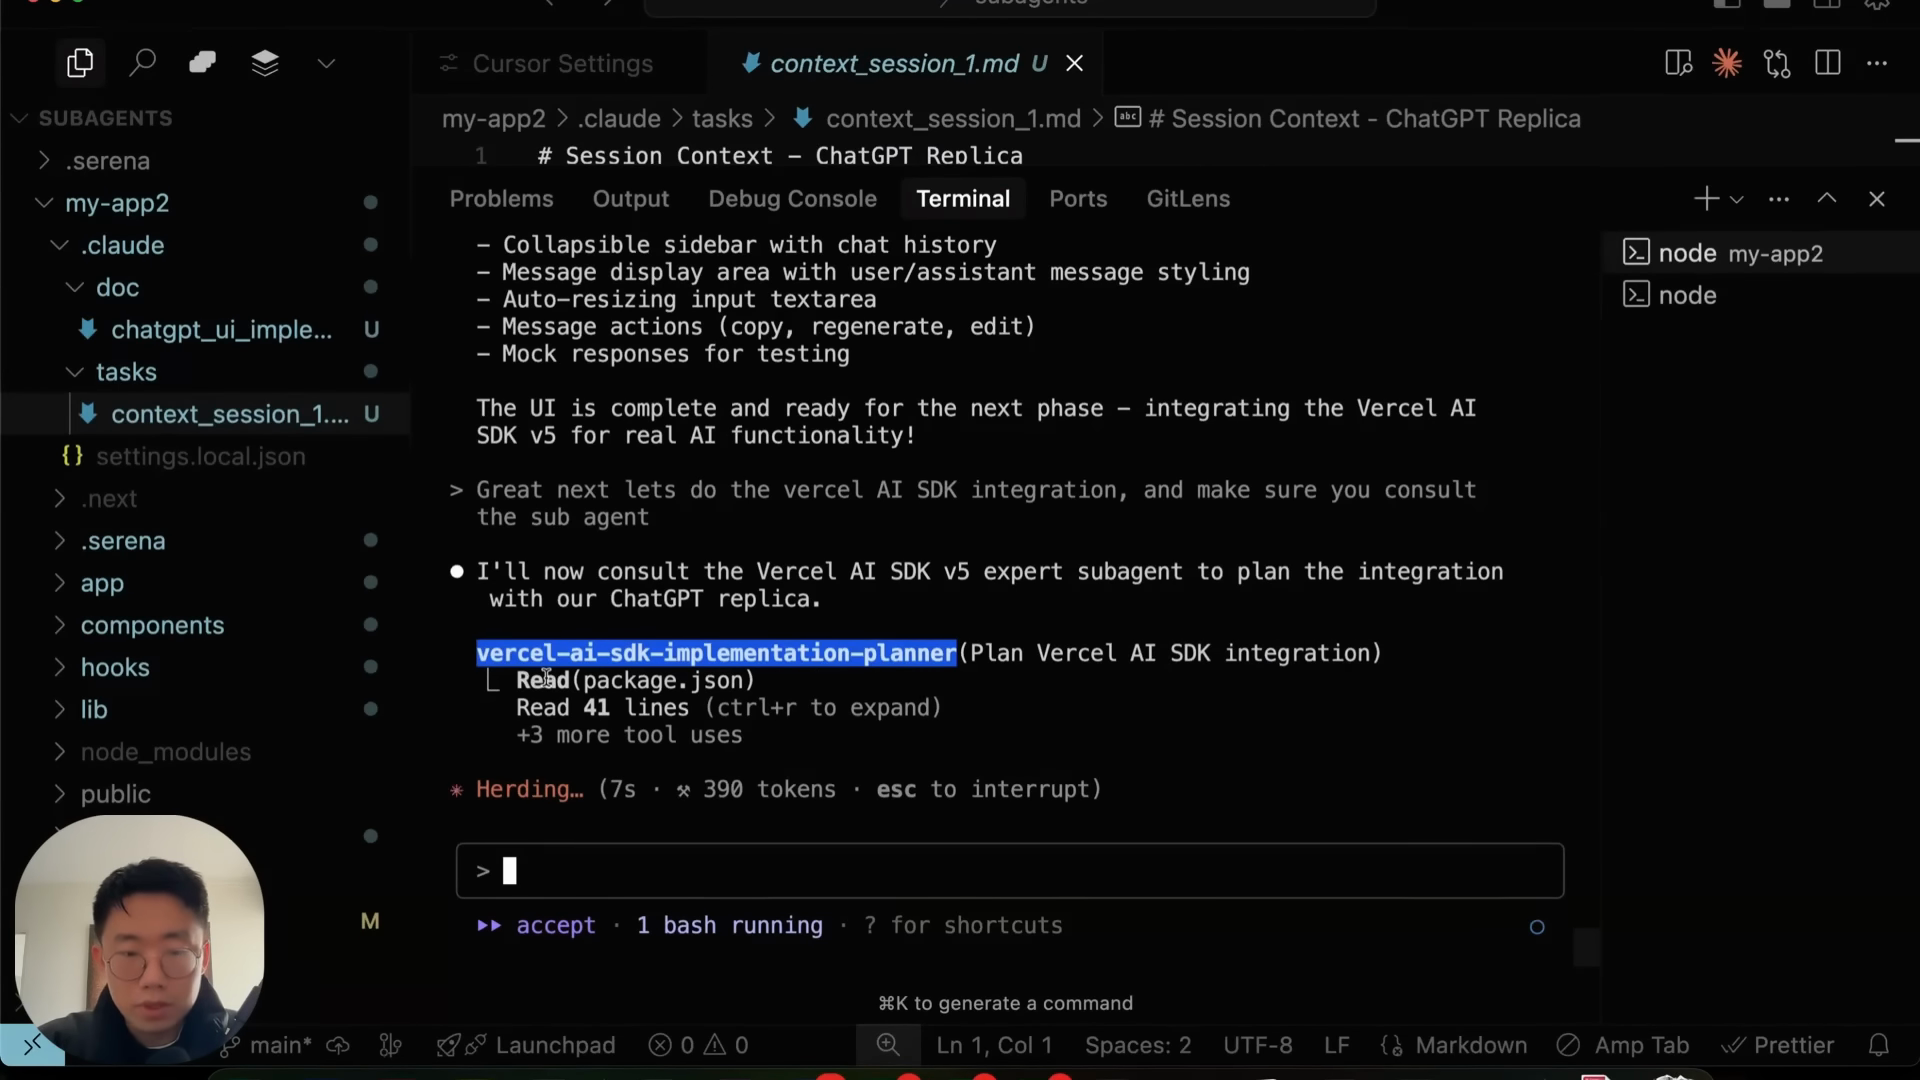 subagents
Cursor Settings
context_session_1.md U
SUBAGENTS
.serena
my-app2
.claude
doc
chatgpt_ui_imple... U
tasks
context_session_1.... U
{} settings.local.json
.next
.serena
app
components
hooks
lib
node_modules
public
M
my-app2 > .claude > tasks > context_session_1.md > abc # Session Context - ChatGPT Replica
1 # Session Context – ChatGPT Replica
Problems Output Debug Console Terminal Ports GitLens
– Collapsible sidebar with chat history
– Message display area with user/assistant message styling
– Auto-resizing input textarea
– Message actions (copy, regenerate, edit)
– Mock responses for testing
The UI is complete and ready for the next phase – integrating the Vercel AI
SDK v5 for real AI functionality!
> Great next lets do the vercel AI SDK integration, and make sure you consult
the sub agent
● I'll now consult the Vercel AI SDK v5 expert subagent to plan the integration
with our ChatGPT replica.
vercel-ai-sdk-implementation-planner(Plan Vercel AI SDK integration)
⎿ Read(package.json)
Read 41 lines (ctrl+r to expand)
+3 more tool uses
✳ Herding… (7s · ⚒ 390 tokens · esc to interrupt)
>
▸▸ accept · 1 bash running · ? for shortcuts
⌘K to generate a command
node my-app2
node
main* Launchpad 0 0 Ln 1, Col 1 Spaces: 2 UTF-8 LF {} Markdown Amp Tab Prettier